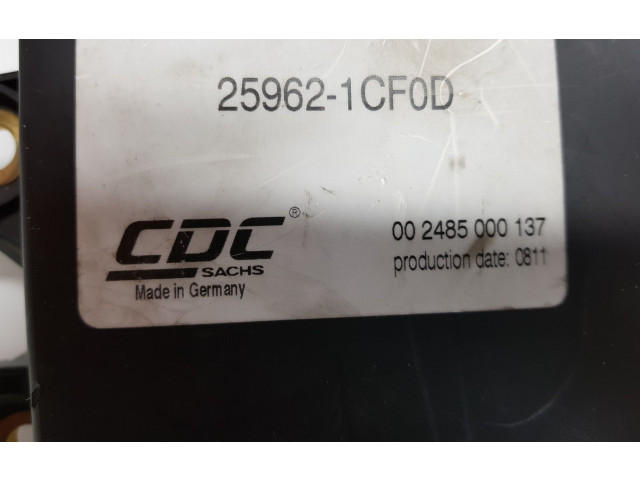 25962-1CF0D
CDC®
SACHS
Made in Germany
00 2485 000 137
production date: 0811